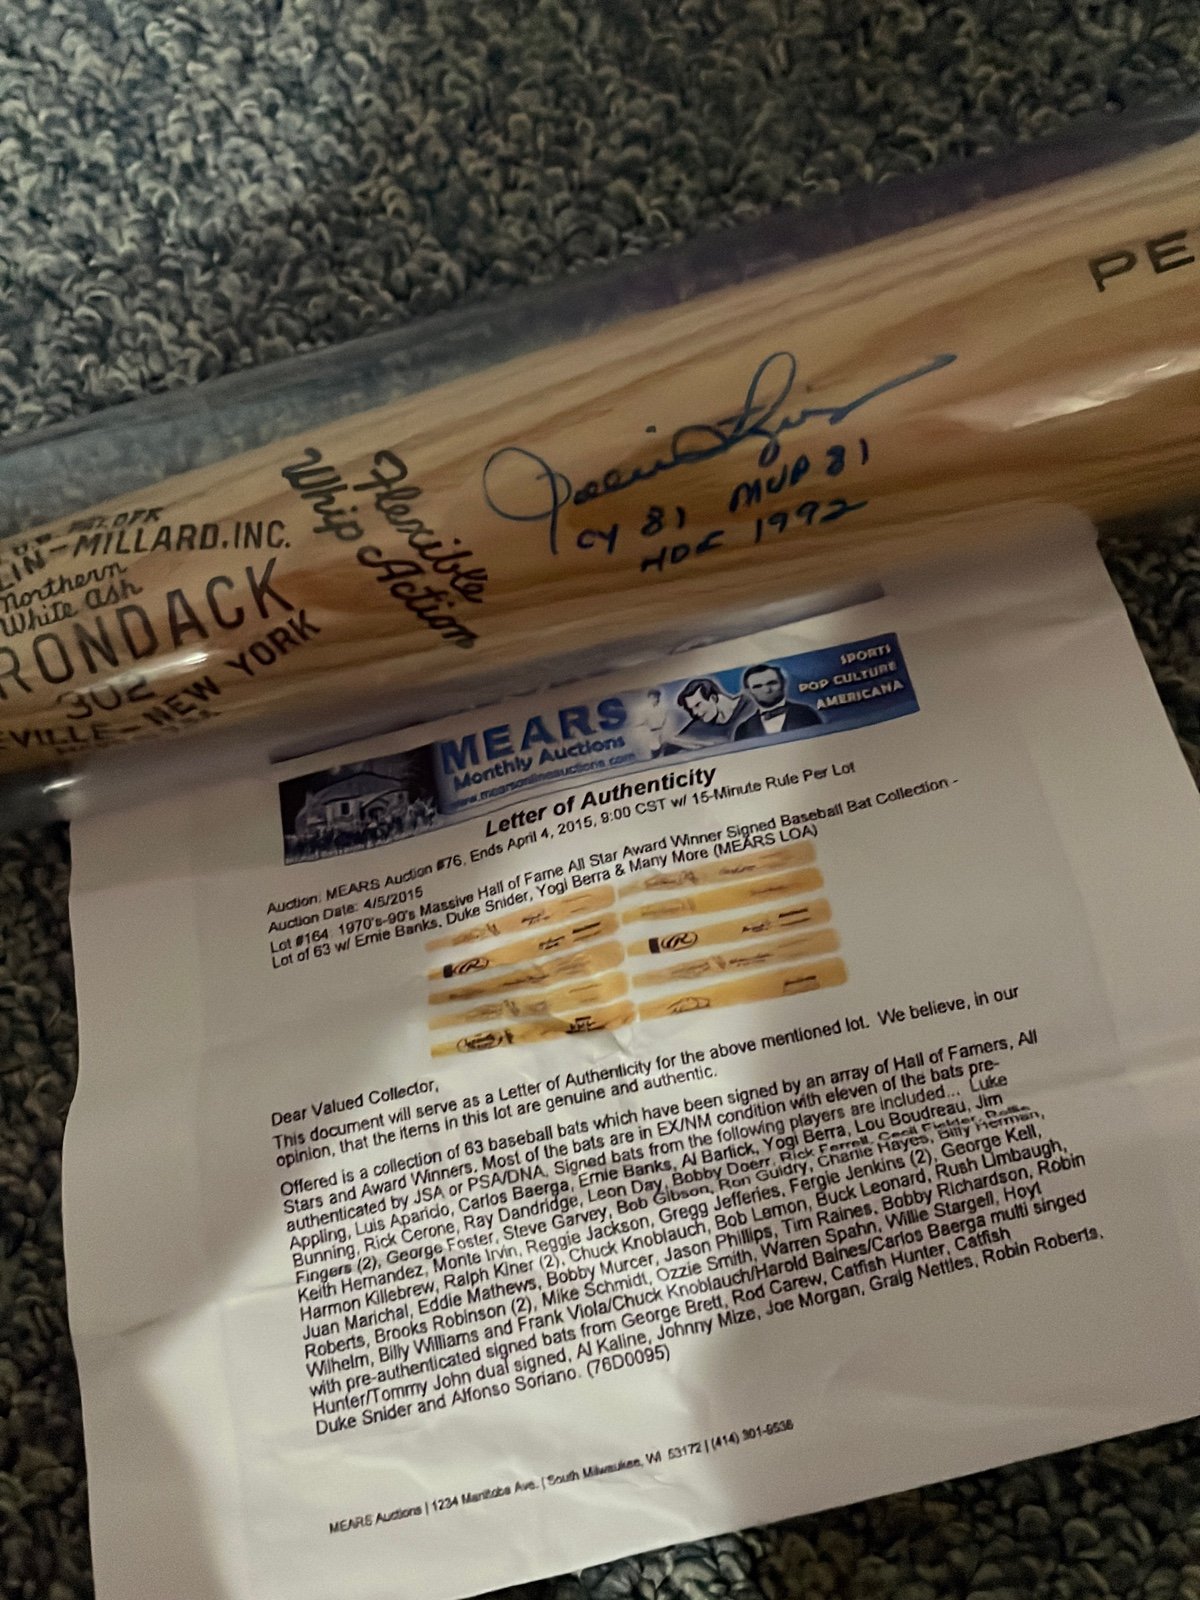 PE
Rollie Fingers
CY 81 MVP 81
HOF 1992
Flexible
Whip Action
LIN-MILLARD, INC.
Northern
White Ash
RONDACK
302
EVILLE-NEW YORK
MEARS
Monthly Auctions
www.mearsonlineauctions.com
SPORTS
POP CULTURE
AMERICANA
Letter of Authenticity
Auction: MEARS Auction #76, Ends April 4, 2015, 9:00 CST w/ 15-Minute Rule Per Lot
Auction Date: 4/5/2015
Lot #164: 1970's-90's Massive Hall of Fame All Star Award Winner Signed Baseball Bat Collection -
Lot of 63 w/ Ernie Banks, Duke Snider, Yogi Berra & Many More (MEARS LOA)
Dear Valued Collector,
This document will serve as a Letter of Authenticity for the above mentioned lot. We believe, in our
opinion, that the items in this lot are genuine and authentic.
Offered is a collection of 63 baseball bats which have been signed by an array of Hall of Famers, All
Stars and Award Winners. Most of the bats are in EX/NM condition with eleven of the bats pre-
authenticated by JSA or PSA/DNA. Signed bats from the following players are included... Luke
Appling, Luis Aparicio, Carlos Baerga, Ernie Banks, Al Barlick, Yogi Berra, Lou Boudreau, Jim
Bunning, Rick Cerone, Ray Dandridge, Leon Day, Bobby Doerr, Rick Ferrell, Cecil Fielder, Rollie
Fingers (2), George Foster, Steve Garvey, Bob Gibson, Ron Guidry, Charlie Hayes, Billy Herman,
Keith Hernandez, Monte Irvin, Reggie Jackson, Gregg Jefferies, Fergie Jenkins (2), George Kell,
Harmon Killebrew, Ralph Kiner (2), Chuck Knoblauch, Bob Lemon, Buck Leonard, Rush Limbaugh,
Juan Marichal, Eddie Mathews, Bobby Murcer, Jason Phillips, Tim Raines, Bobby Richardson, Robin
Roberts, Brooks Robinson (2), Mike Schmidt, Ozzie Smith, Warren Spahn, Willie Stargell, Hoyt
Wilhelm, Billy Williams and Frank Viola/Chuck Knoblauch/Harold Baines/Carlos Baerga multi singed
with pre-authenticated signed bats from George Brett, Rod Carew, Catfish Hunter, Catfish
Hunter/Tommy John dual signed, Al Kaline, Johnny Mize, Joe Morgan, Graig Nettles, Robin Roberts,
Duke Snider and Alfonso Soriano. (76D0095)
MEARS Auctions | 1234 Manitoba Ave. | South Milwaukee, WI 53172 | (414) 301-9536